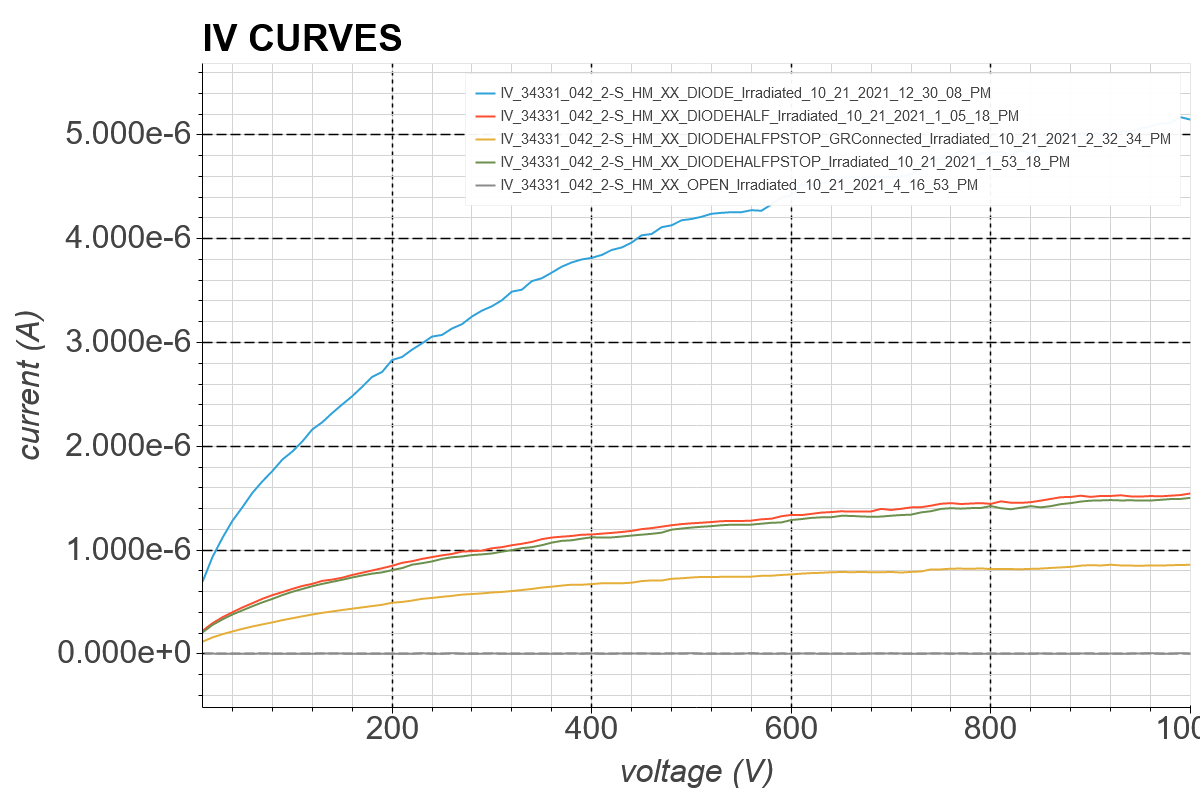 IV CURVES
IV_34331_042_2-S_HM_XX_DIODE_Irradiated_10_21_2021_12_30_08_PM
IV_34331_042_2-S_HM_XX_DIODEHALF_Irradiated_10_21_2021_1_05_18_PM
IV_34331_042_2-S_HM_XX_DIODEHALFPSTOP_GRConnected_Irradiated_10_21_2021_2_32_34_PM
IV_34331_042_2-S_HM_XX_DIODEHALFPSTOP_Irradiated_10_21_2021_1_53_18_PM
IV_34331_042_2-S_HM_XX_OPEN_Irradiated_10_21_2021_4_16_53_PM
5.000e-6
4.000e-6
3.000e-6
2.000e-6
1.000e-6
0.000e+0
current (A)
200 400 600 800 100
voltage (V)